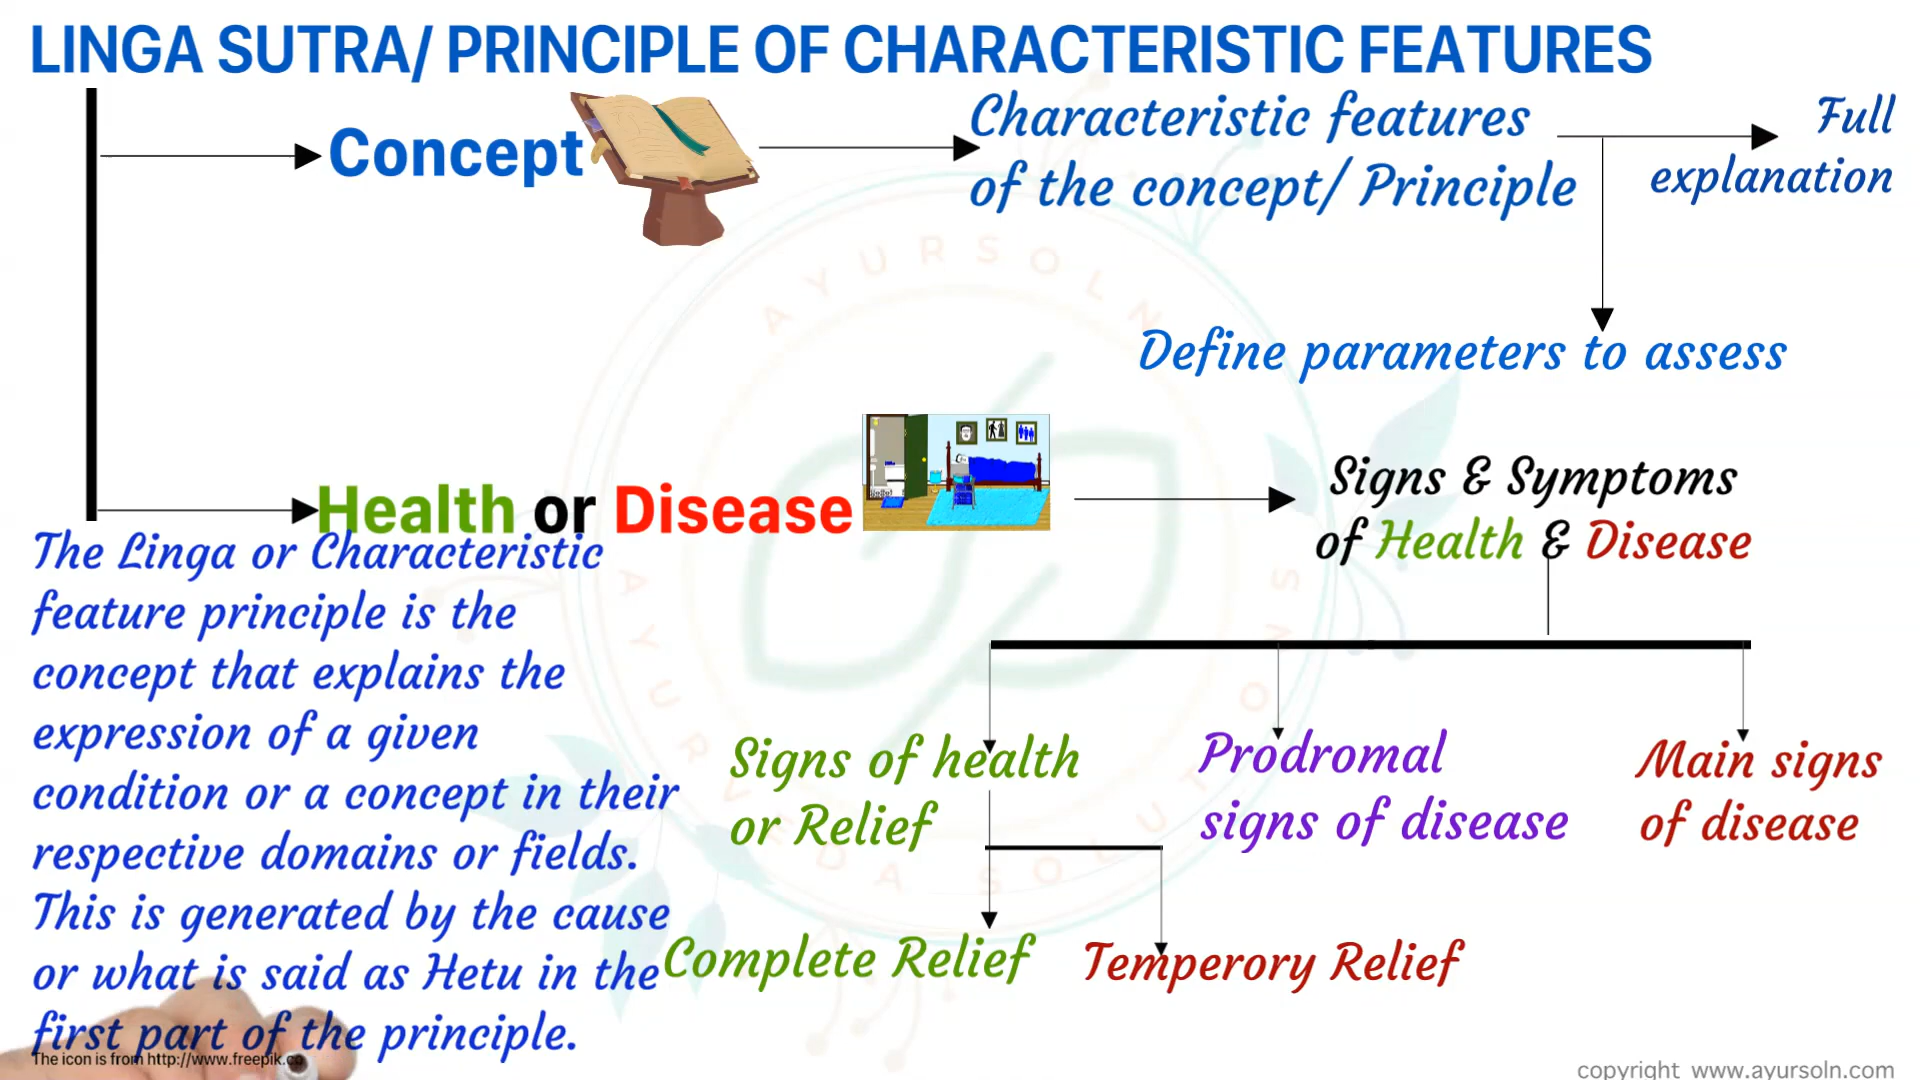 LINGA SUTRA/ PRINCIPLE OF CHARACTERISTIC FEATURES
Concept
Characteristic features
of the concept/ Principle
Full
explanation
Define parameters to assess
Health or Disease
Signs & Symptoms
of Health & Disease
The Linga or Characteristic
feature principle is the
concept that explains the
expression of a given
condition or a concept in their
respective domains or fields.
This is generated by the cause
or what is said as Hetu in the
first part of the principle.
Signs of health
or Relief
Prodromal
signs of disease
Main signs
of disease
Complete Relief
Temperory Relief
AYURSOLN
AYURVEDA SOLUTIONS
The icon is from http://www.freepik.co
copyright www.ayursoln.com